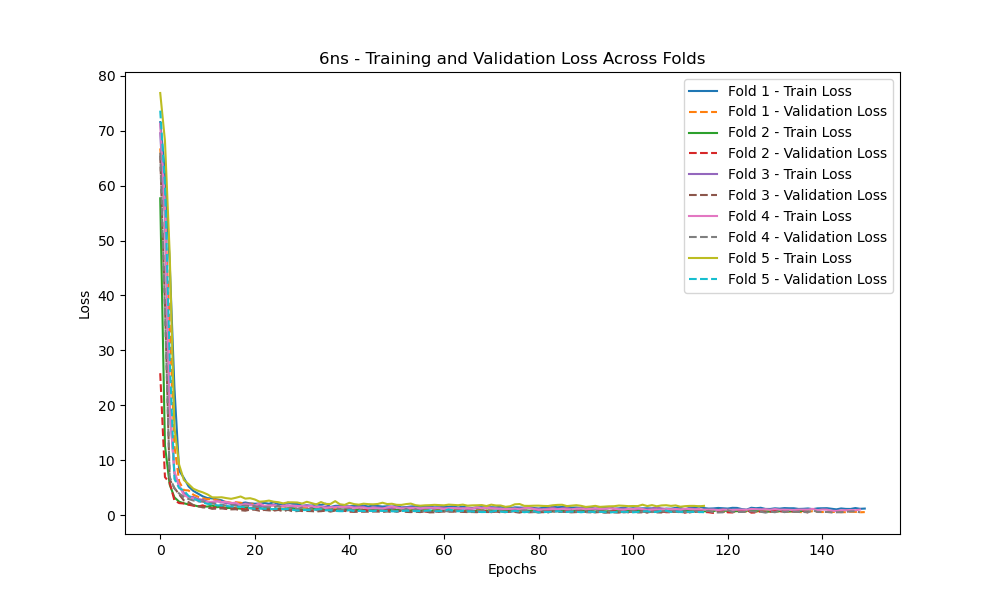 6ns - Training and Validation Loss Across Folds
80
70
60
50
40
30
20
10
0
Loss
0 20 40 60 80 100 120 140
Epochs
Fold 1 - Train Loss
Fold 1 - Validation Loss
Fold 2 - Train Loss
Fold 2 - Validation Loss
Fold 3 - Train Loss
Fold 3 - Validation Loss
Fold 4 - Train Loss
Fold 4 - Validation Loss
Fold 5 - Train Loss
Fold 5 - Validation Loss